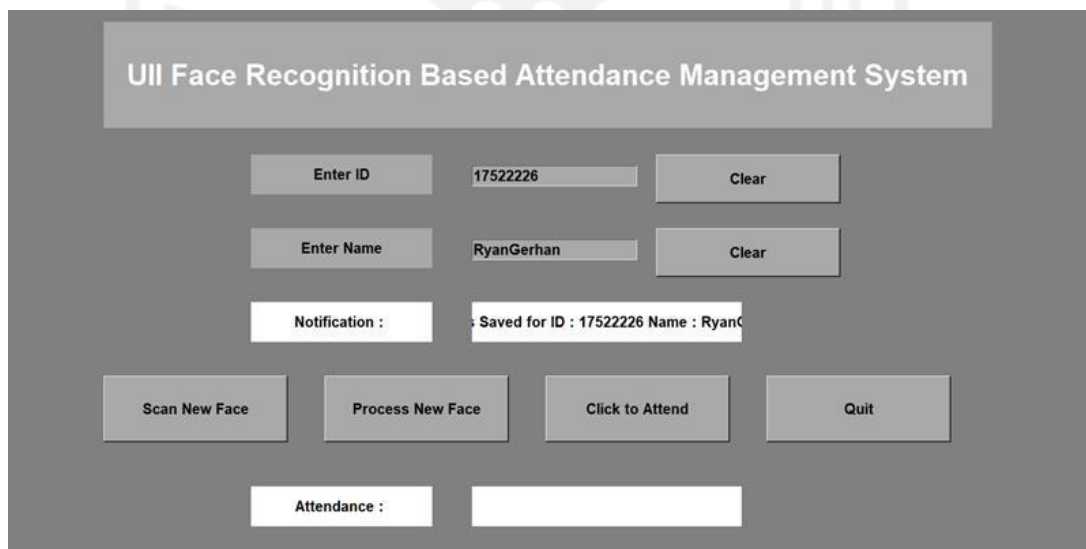 UII Face Recognition Based Attendance Management System
Enter ID 17522226 Clear
Enter Name RyanGerhan Clear
Notification : Saved for ID : 17522226 Name :
Scan New Face Process New Face Click to Attend Quit
Attendance :